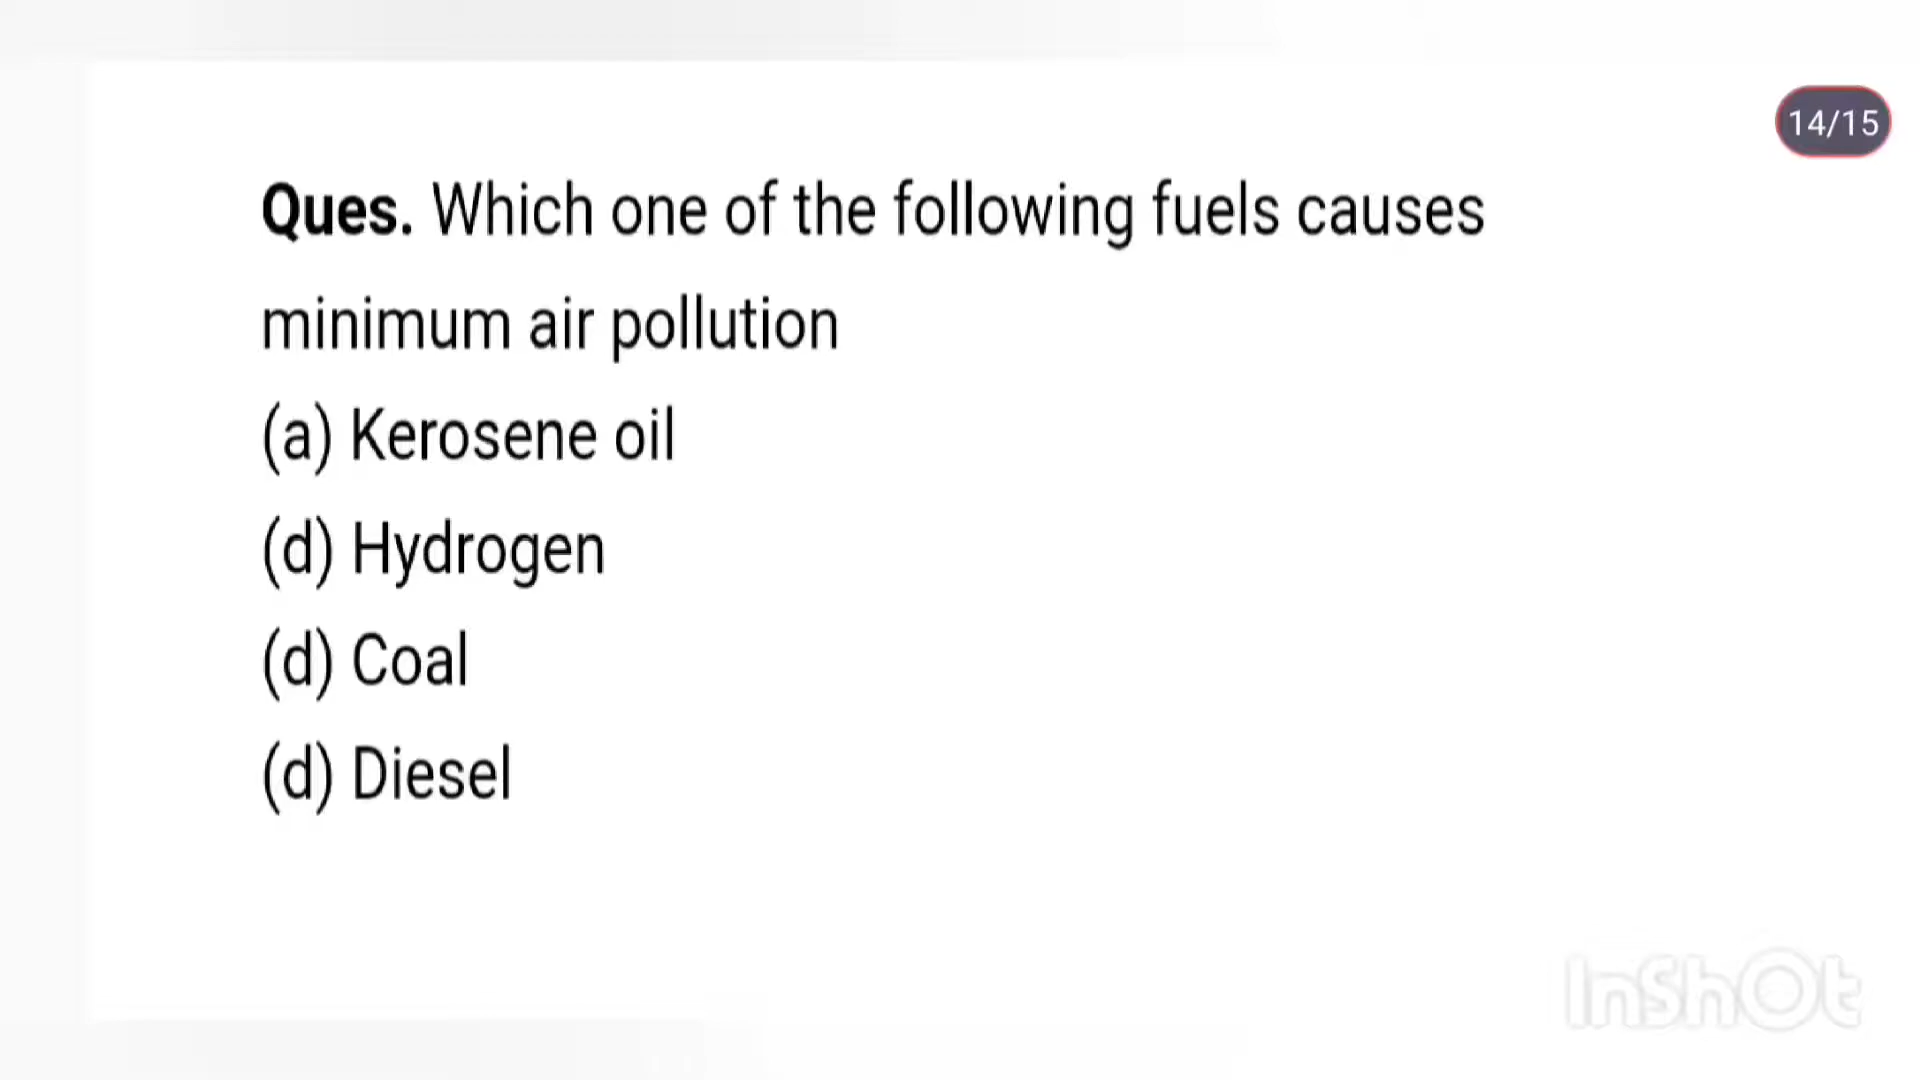 14/15
Ques. Which one of the following fuels causes
minimum air pollution
(a) Kerosene oil
(d) Hydrogen
(d) Coal
(d) Diesel
InShOt